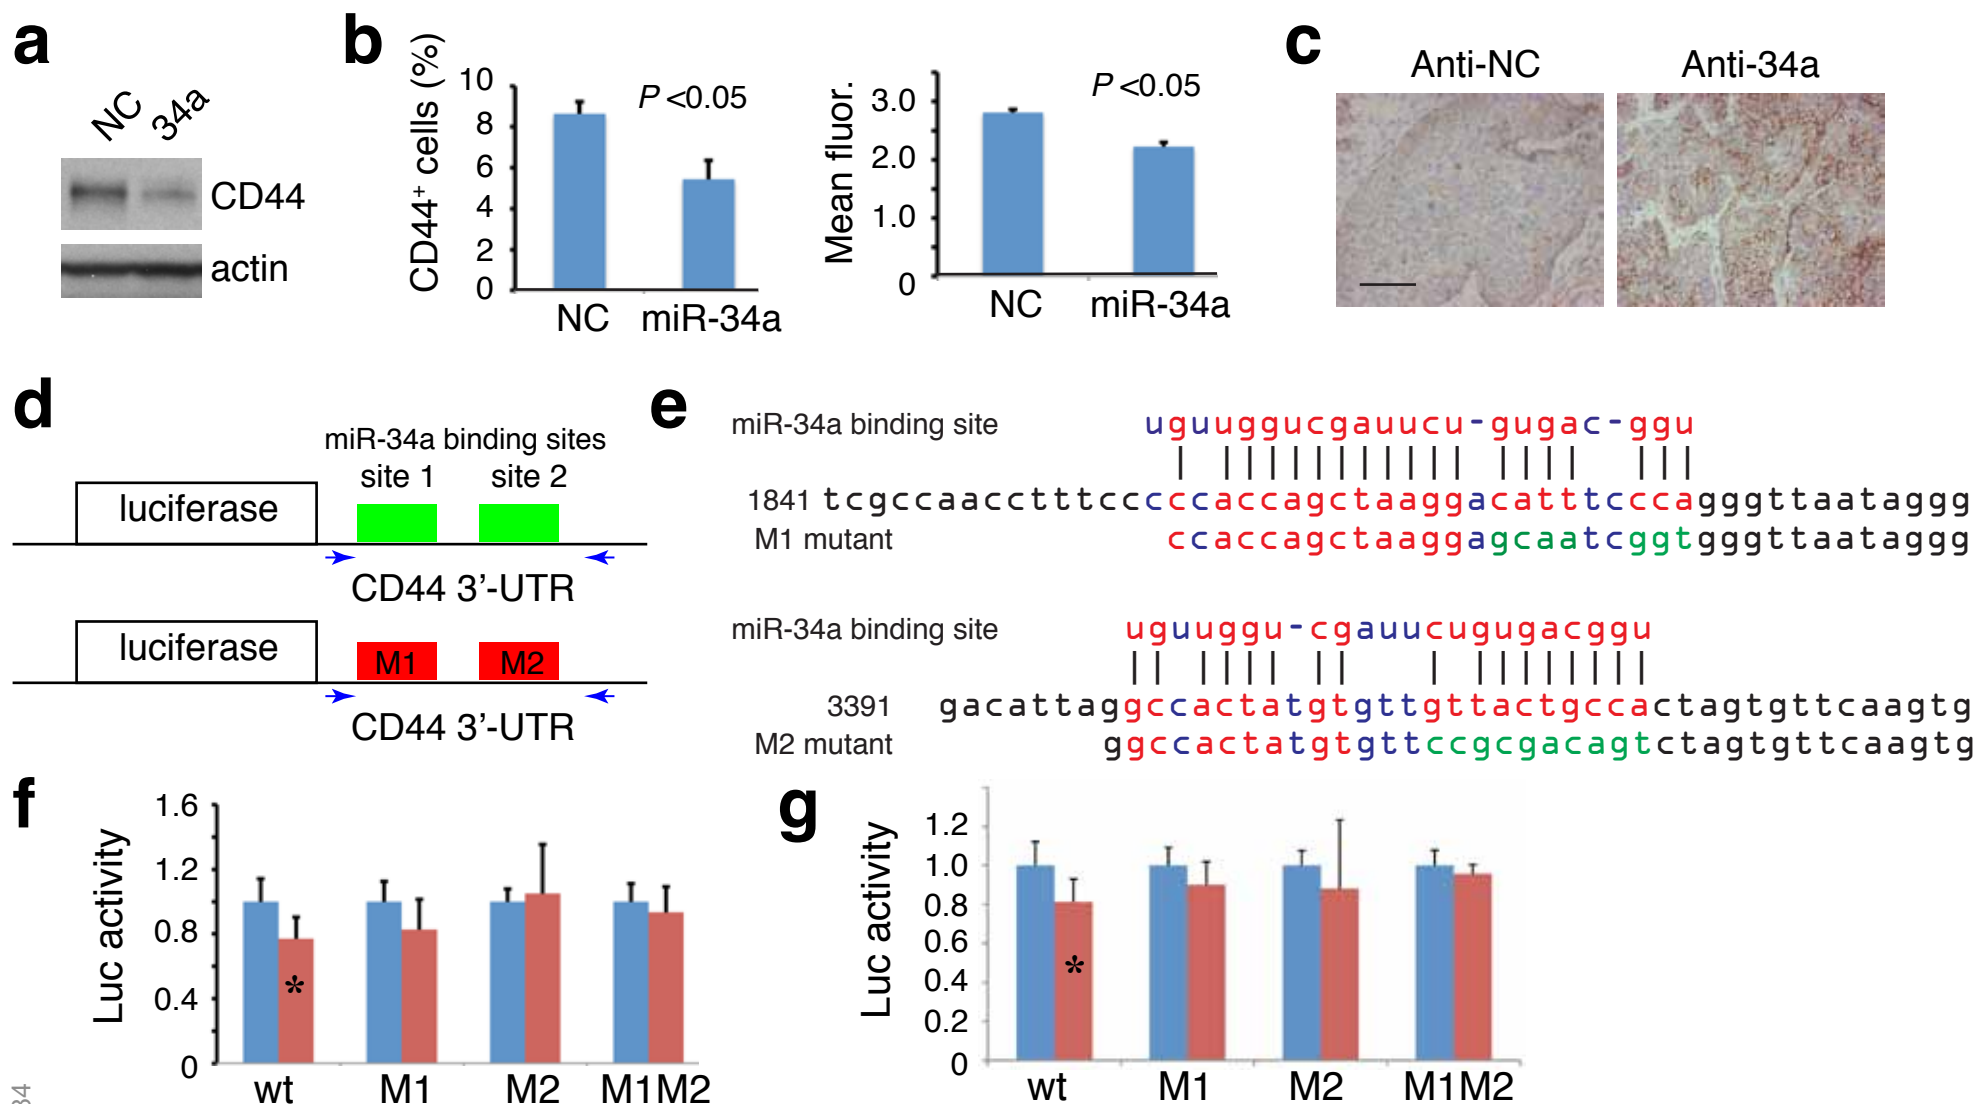 a
NC 34a
CD44
actin
b
CD44+ cells (%)
10
8
6
4
2
0
P <0.05
NC miR-34a
Mean fluor.
3.0
2.0
1.0
0
P <0.05
NC miR-34a
c
Anti-NC Anti-34a
d
miR-34a binding sites
site 1 site 2
luciferase
CD44 3’-UTR
luciferase M1 M2
CD44 3’-UTR
e
miR-34a binding site uguuggucgauucu-gugac-ggu
1841 tcgccaacctttcccccaccagctaaggacatttccccagggttaataggg
M1 mutant ccaccagctaaggagcaatcggtgggttaataggg
miR-34a binding site uguuggu-cgauucugugacggu
3391 gacattaggccactatgtgttgttactgccactagtgttcaagtg
M2 mutant ggccactatgtgttccgcgacagtctagtgttcaagtg
f
Luc activity
1.6
1.2
0.8
0.4
0
*
wt M1 M2 M1M2
g
Luc activity
1.2
1.0
0.8
0.6
0.4
0.2
0
*
wt M1 M2 M1M2
34